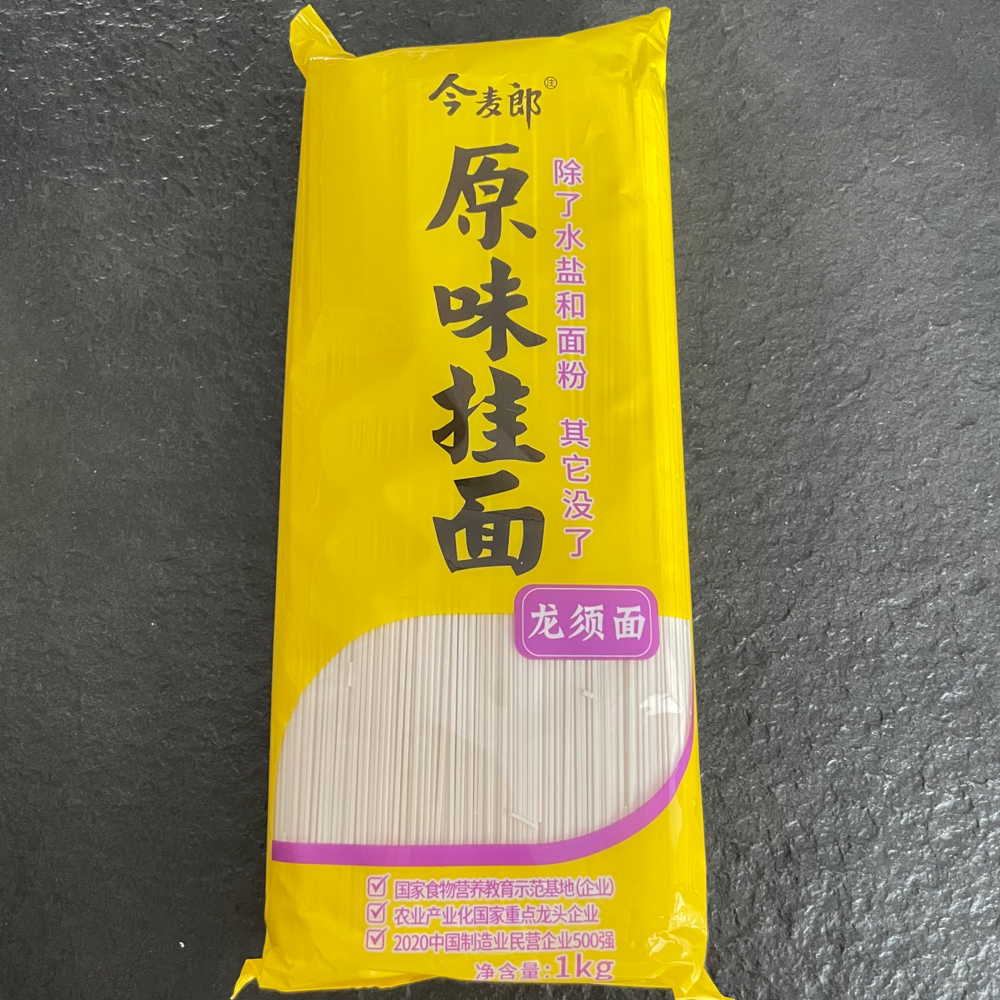 今麦郎
原味挂面
除了水盐和面粉 其它没了
龙须面
国家食物营养教育示范基地(企业)
农业产业化国家重点龙头企业
2020中国制造业民营企业500强
净含量:1kg